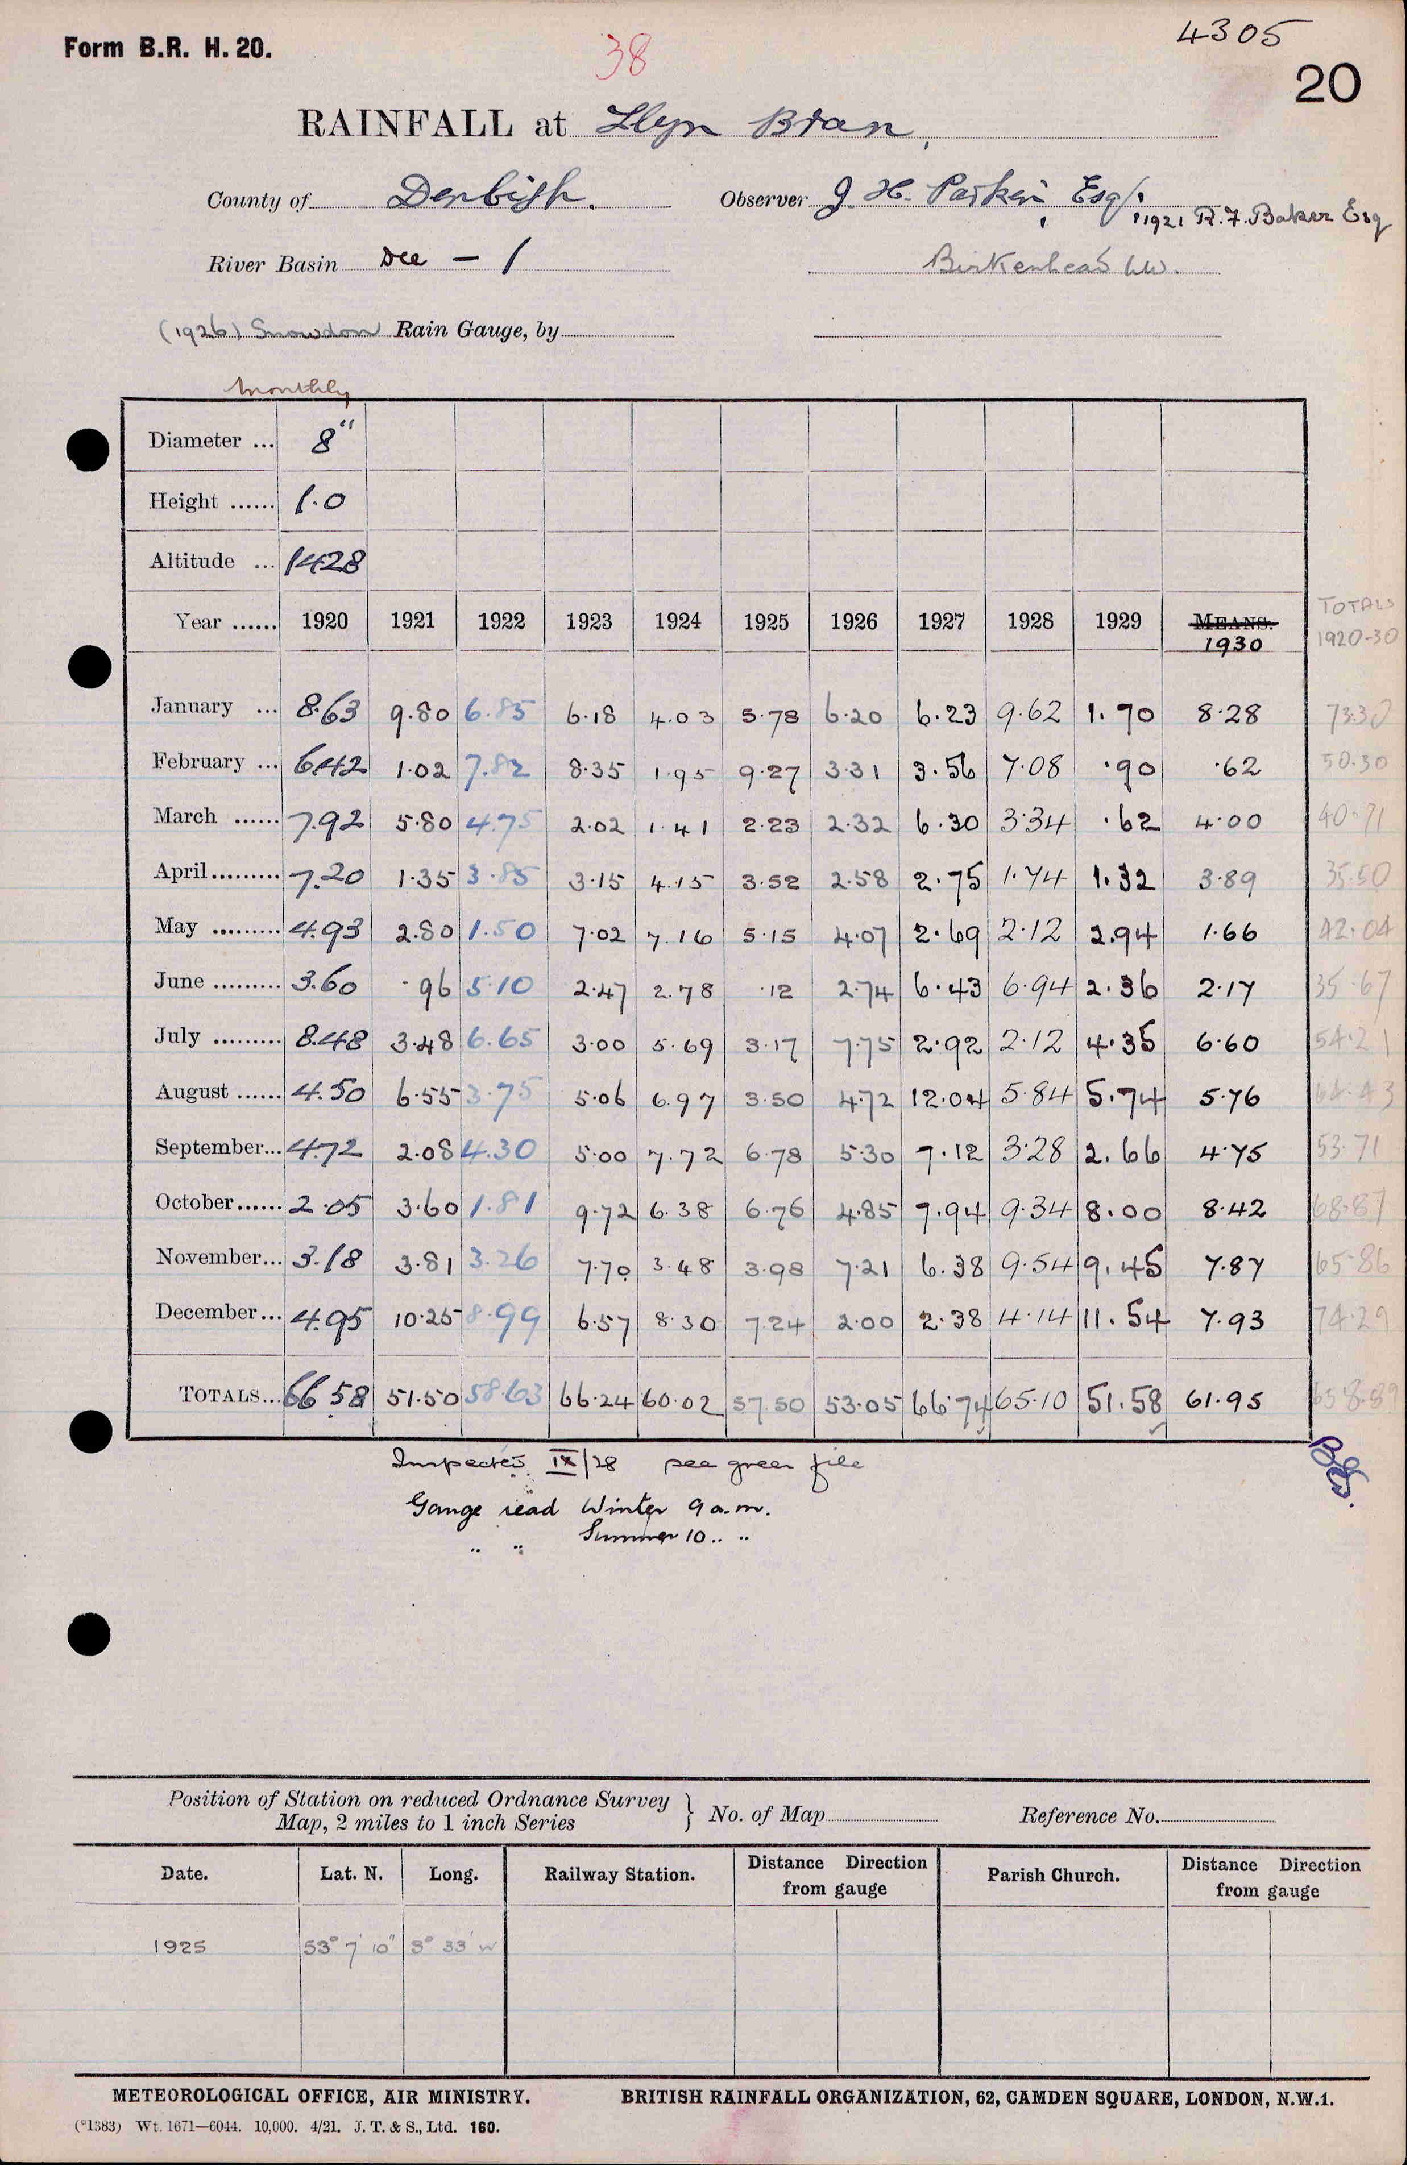 4305
Form B.R. H. 20.
38
20
RAINFALL at Llyn Bran,
County of Denbigh. Observer J. H. Parkin, Esq.
1921 R. F. Baker Esq
River Basin Dee – 1 Birkenhead WW.
(1926) Snowdon Rain Gauge, by
Monthly
Diameter ... 8"
Height ...... 1.0
Altitude ... 1428
Year ...... 1920 1921 1922 1923 1924 1925 1926 1927 1928 1929 MEANS. 1930 TOTALS 1920-30
January ... 8.63 9.80 6.85 6.18 4.03 5.78 6.20 6.23 9.62 1.70 8.28 73.30
February ... 6.42 1.02 7.82 8.35 1.95 9.27 3.31 3.56 7.08 .90 .62 50.30
March ...... 7.92 5.80 4.75 2.02 1.41 2.23 2.32 6.30 3.34 .62 4.00 40.71
April......... 7.20 1.35 3.85 3.15 4.15 3.52 2.58 2.75 1.74 1.32 3.89 35.50
May ......... 4.93 2.80 1.50 7.02 7.16 5.15 4.07 2.69 2.12 2.94 1.66 42.04
June ......... 3.60 .96 5.10 2.47 2.78 .12 2.74 6.43 6.94 2.36 2.17 35.67
July ......... 8.48 3.48 6.65 3.00 5.69 3.17 7.75 2.92 2.12 4.35 6.60 54.21
August ...... 4.50 6.55 3.75 5.06 6.97 3.50 4.72 12.04 5.84 5.74 5.76 64.43
September... 4.72 2.08 4.30 5.00 7.72 6.78 5.30 7.12 3.28 2.66 4.75 53.71
October...... 2.05 3.60 1.81 9.72 6.38 6.76 4.85 7.94 9.34 8.00 8.42 68.87
November... 3.18 3.81 3.26 7.70 3.48 3.98 7.21 6.38 9.54 9.45 7.87 65.86
December... 4.95 10.25 8.99 6.57 8.30 7.24 2.00 2.38 4.14 11.54 7.93 74.29
TOTALS... 66.58 51.50 58.63 66.24 60.02 57.50 53.05 66.74 65.10 51.58 61.95 658.89
Inspected IX/28 see green file
Gauge read Winter 9 a.m.
" " Summer 10 " "
Position of Station on reduced Ordnance Survey
Map, 2 miles to 1 inch Series } No. of Map Reference No.
Date. Lat. N. Long. Railway Station. Distance Direction from gauge Parish Church. Distance Direction from gauge
1925 53° 7' 10" 3° 33' W
METEOROLOGICAL OFFICE, AIR MINISTRY. BRITISH RAINFALL ORGANIZATION, 62, CAMDEN SQUARE, LONDON, N.W.1.
(*1383) Wt. 1671—6044. 10,000. 4/21. J. T. & S., Ltd. 160.